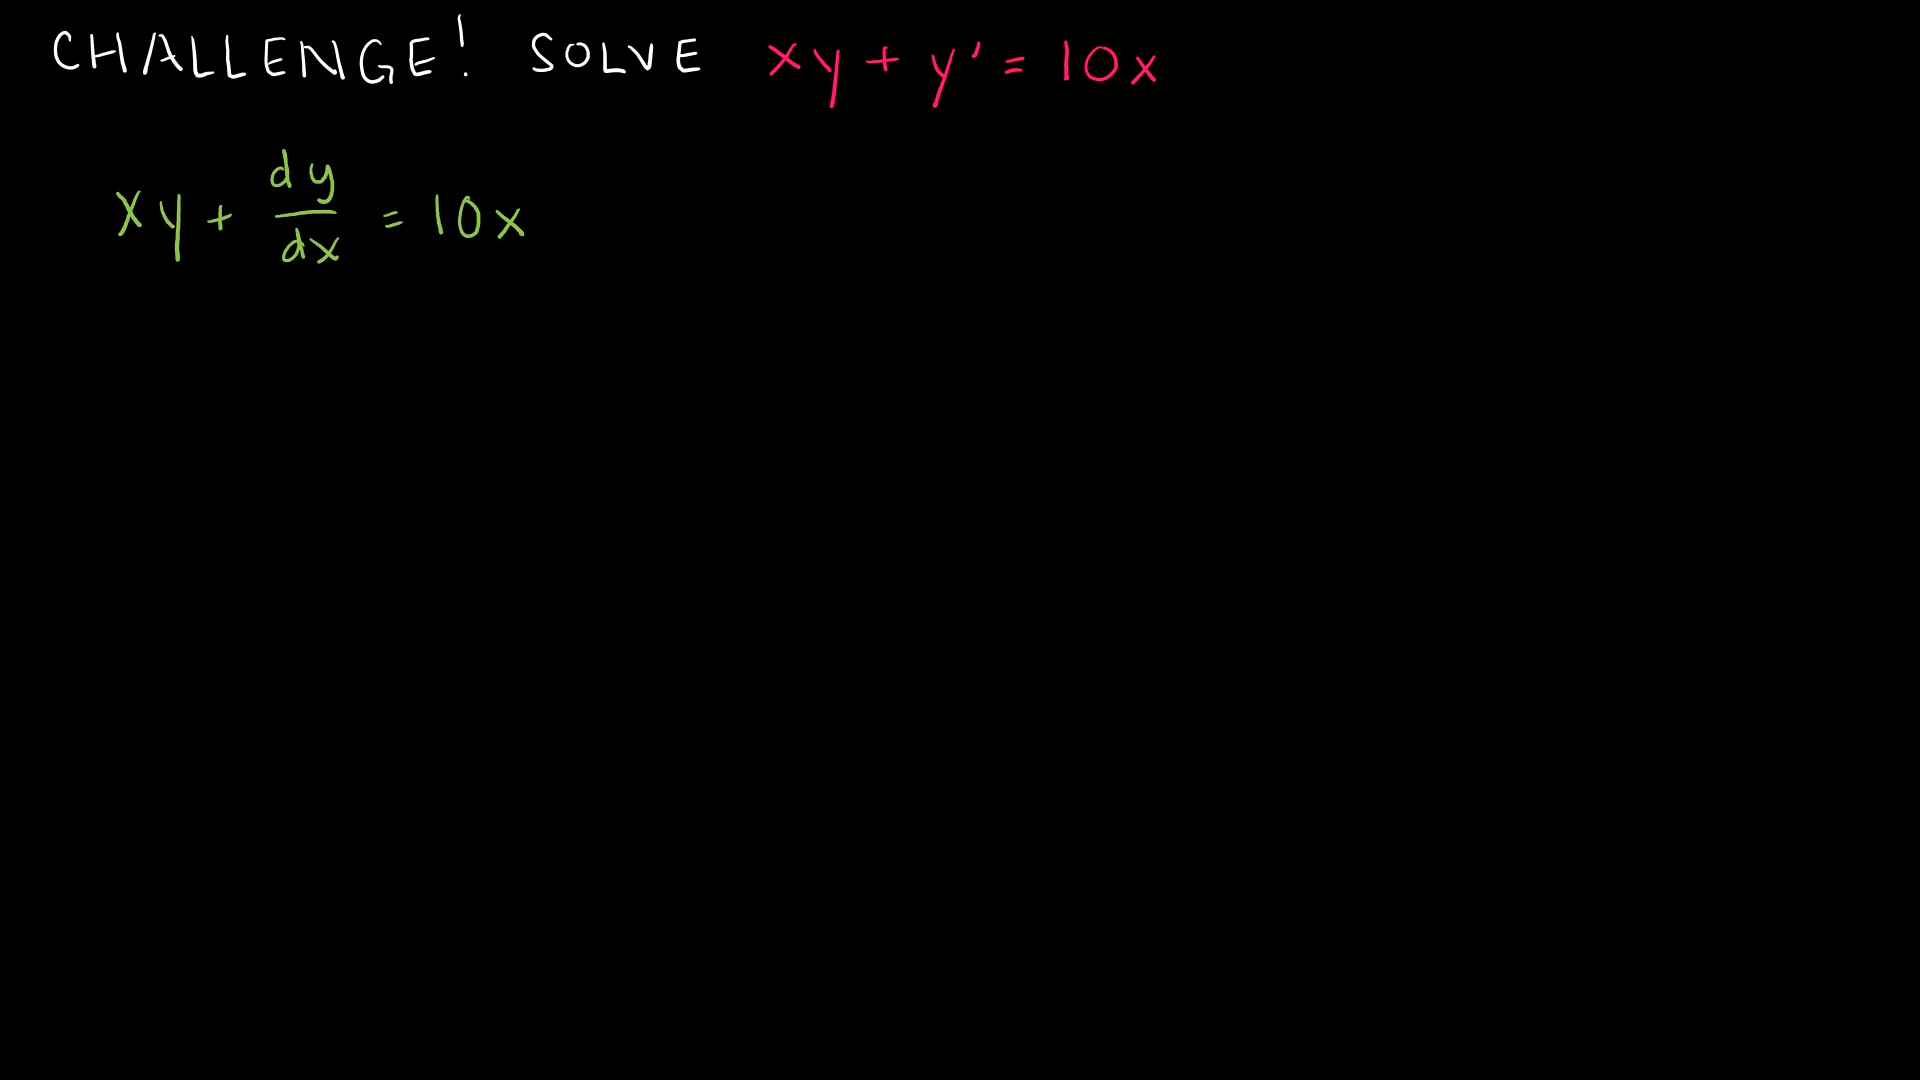 CHALLENGE! SOLVE xy + y' = 10x
xy + dy/dx = 10x